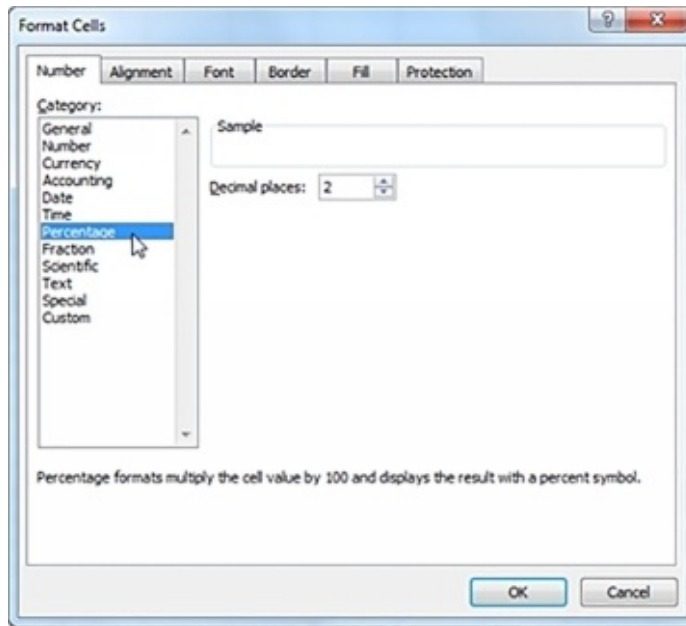 Format Cells
Number Alignment Font Border Fill Protection
Category:
General
Number
Currency
Accounting
Date
Time
Percentage
Fraction
Scientific
Text
Special
Custom
Sample
Decimal places: 2
Percentage formats multiply the cell value by 100 and displays the result with a percent symbol.
OK Cancel